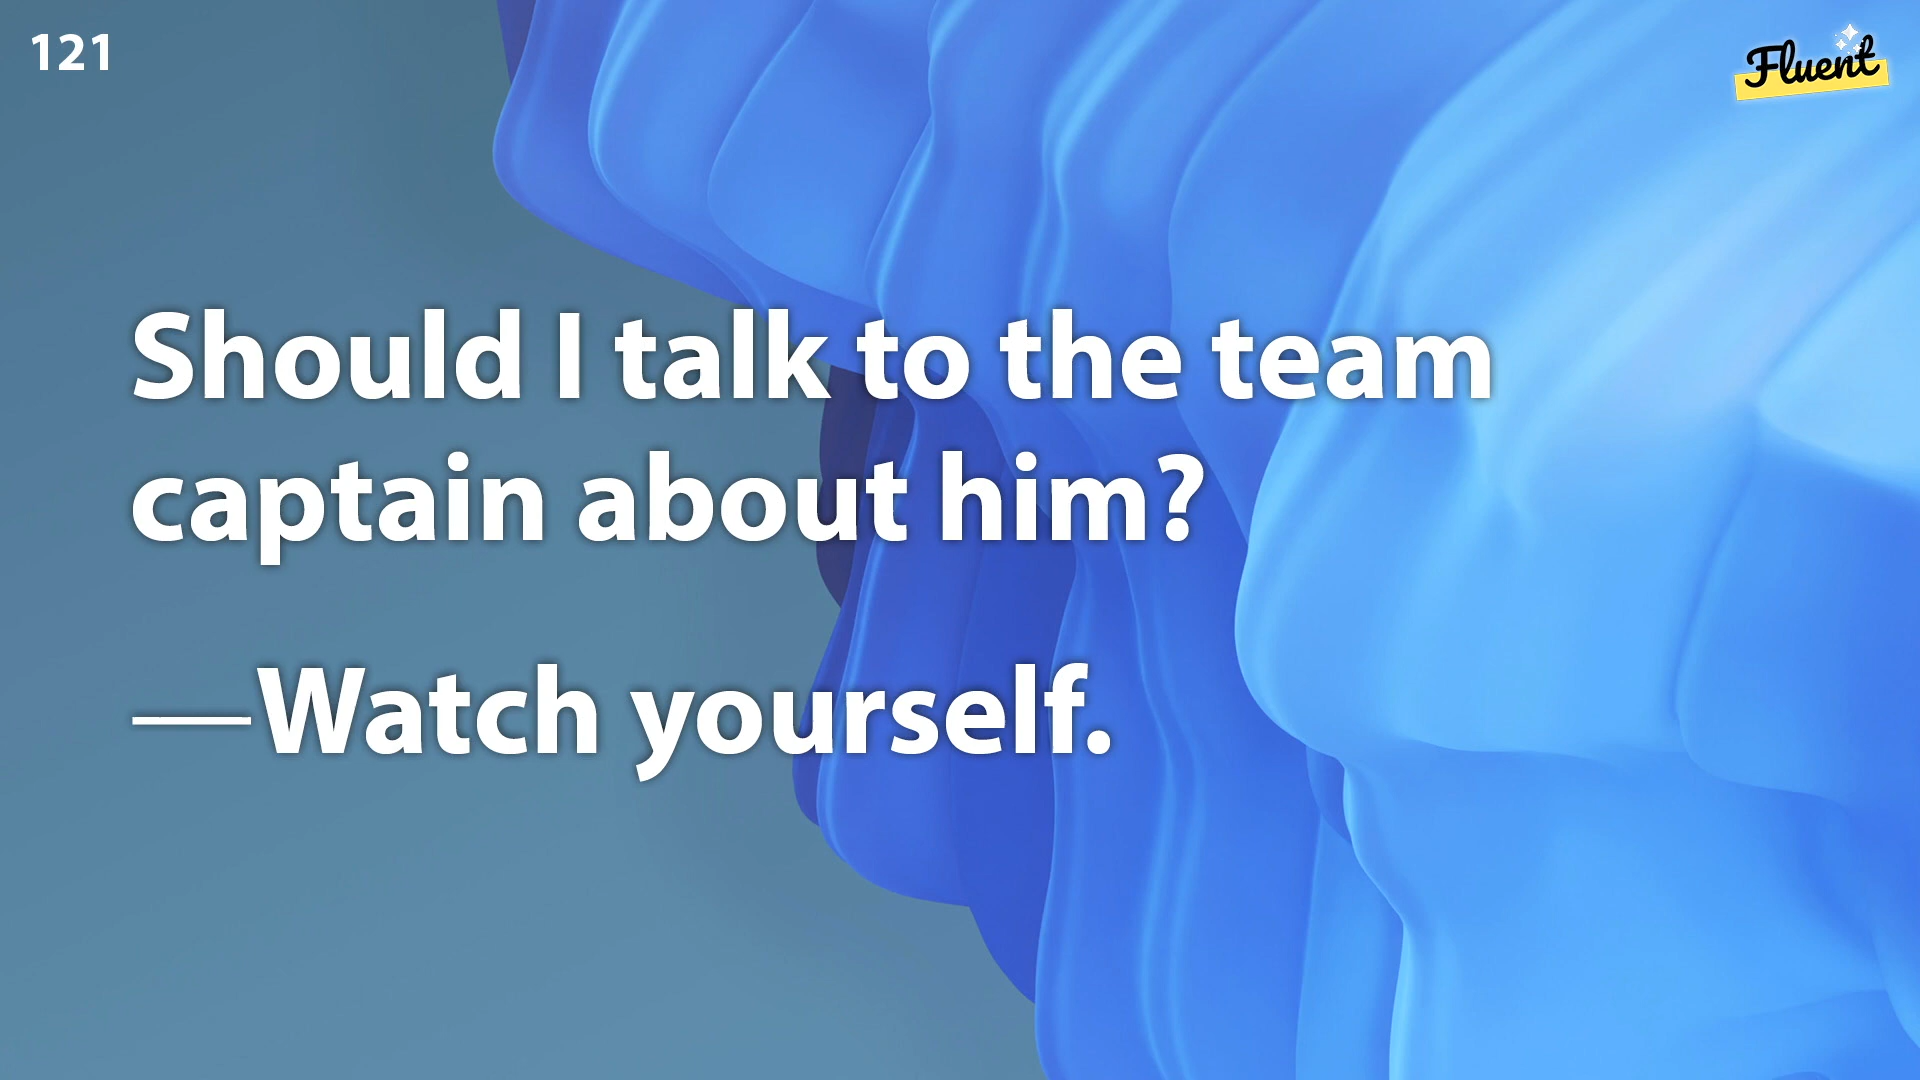 121
Fluent
Should I talk to the team
captain about him?
—Watch yourself.